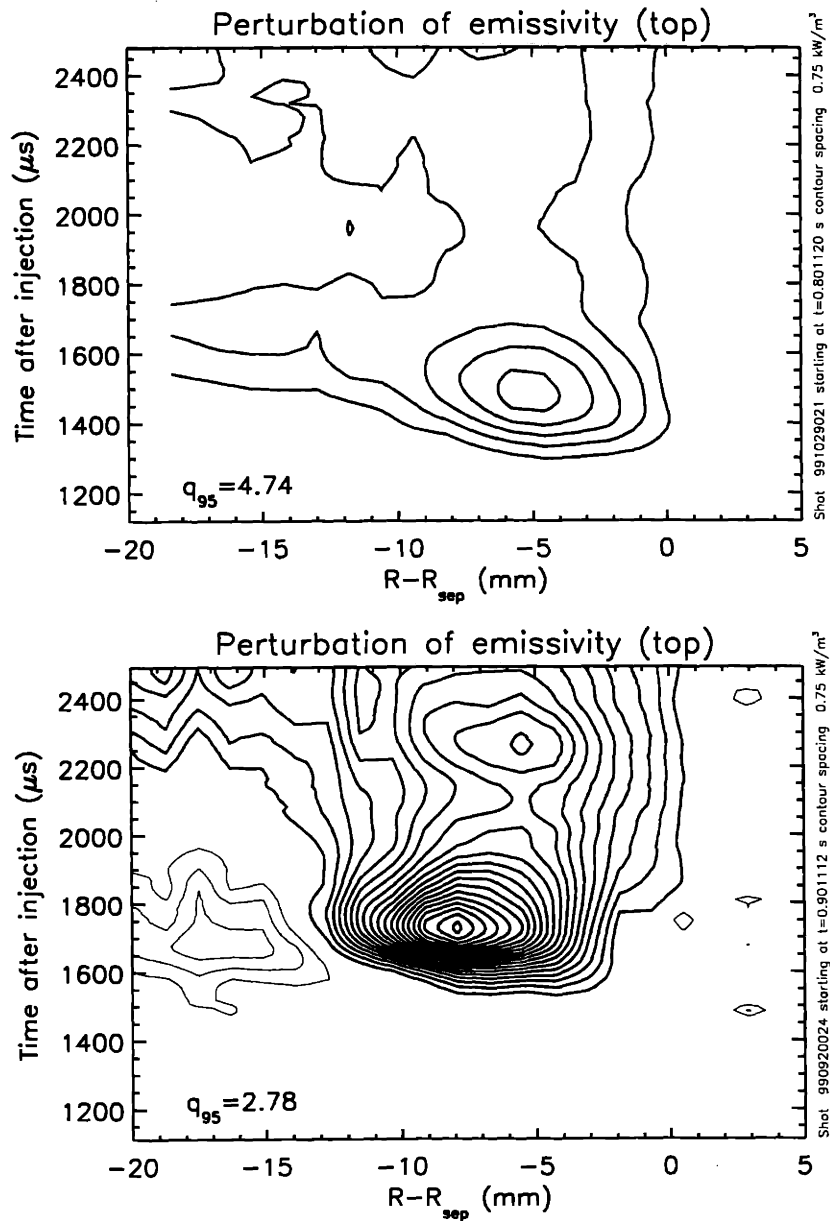 Perturbation of emissivity (top)
2400
2200
2000
1800
1600
1400
1200
Time after injection (μs)
q95=4.74
-20 -15 -10 -5 0 5
R-Rsep (mm)
Shot 991029021 starting at t=0.801120 s contour spacing 0.75 kW/m³
Perturbation of emissivity (top)
2400
2200
2000
1800
1600
1400
1200
Time after injection (μs)
q95=2.78
-20 -15 -10 -5 0 5
R-Rsep (mm)
Shot 990920024 starting at t=0.901112 s contour spacing 0.75 kW/m³